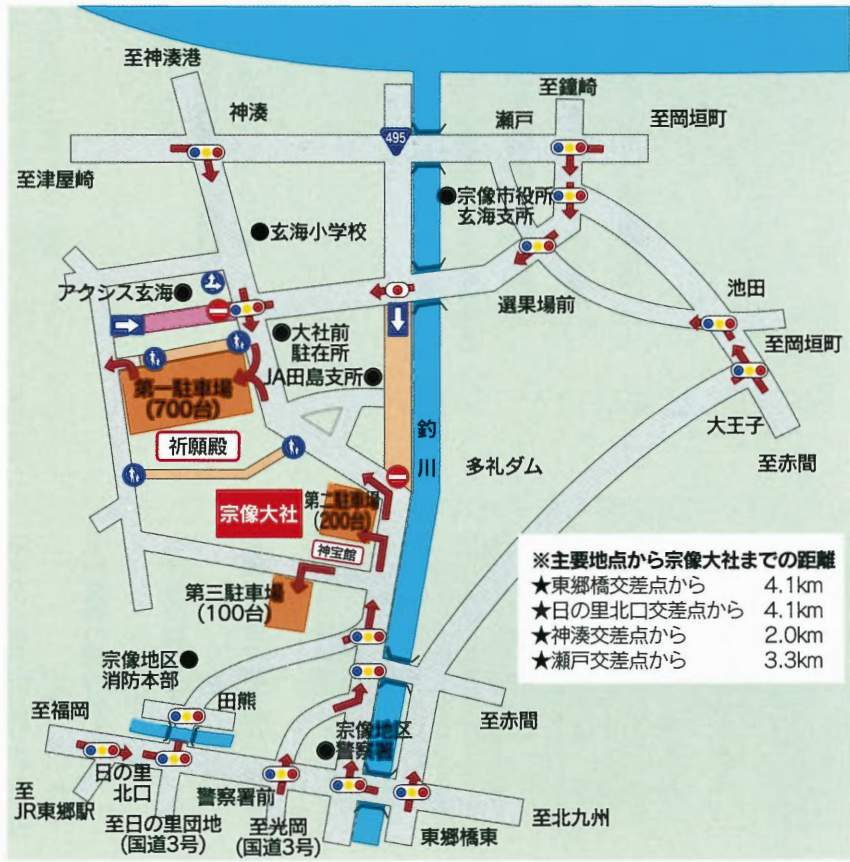 至神湊港
神湊
495
瀬戸
至鐘崎
至岡垣町
至津屋崎
宗像市役所
玄海支所
玄海小学校
アクシス玄海
選果場前
池田
至岡垣町
大社前
駐在所
JA田島支所
第一駐車場
(700台)
大王子
至赤間
祈願殿
釣川
多礼ダム
宗像大社
第二駐車場
(200台)
神宝館
第三駐車場
(100台)
※主要地点から宗像大社までの距離
★東郷橋交差点から 4.1km
★日の里北口交差点から 4.1km
★神湊交差点から 2.0km
★瀬戸交差点から 3.3km
宗像地区
消防本部
田熊
至赤間
至福岡
宗像地区
警察署
日の里
北口
警察署前
至
JR東郷駅
至日の里団地
(国道3号)
至光岡
(国道3号)
東郷橋東
至北九州